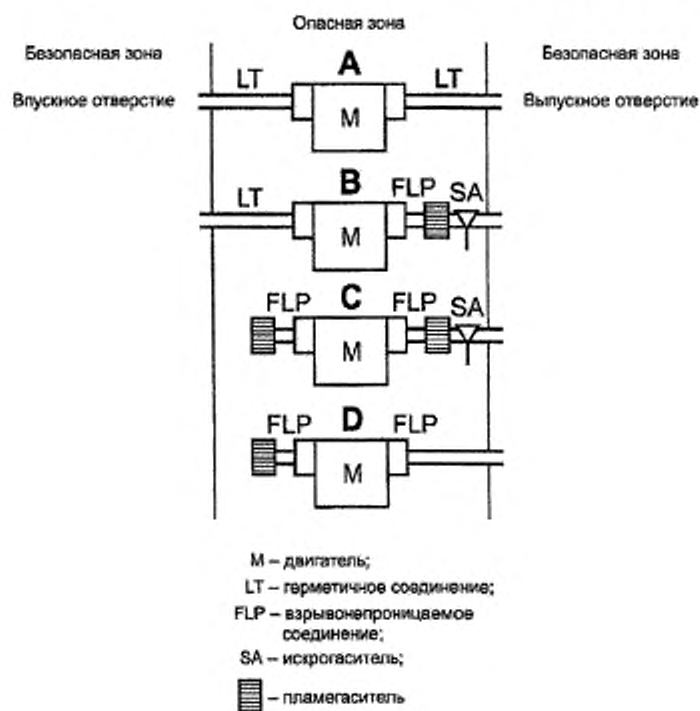 Опасная зона
Безопасная зона
Безопасная зона
A
LT
LT
Впускное отверстие
Выпускное отверстие
M
B
FLP
SA
LT
M
C
FLP
FLP
SA
M
D
FLP
FLP
M
M – двигатель;
LT – герметичное соединение;
FLP – взрывонепроницаемое
соединение;
SA – искрогаситель;
– пламегаситель